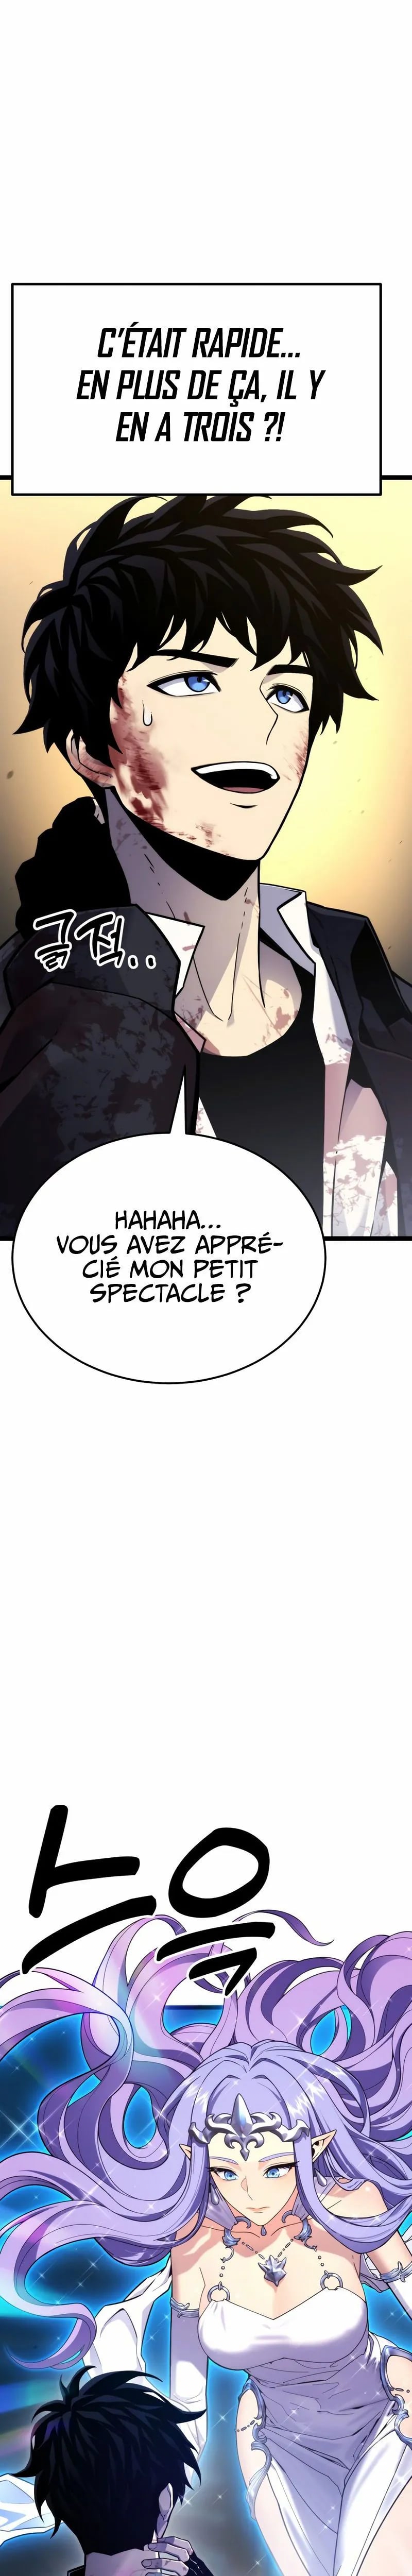 C'ÉTAIT RAPIDE...
EN PLUS DE ÇA, IL Y
EN A TROIS ?!
긁적..
HAHAHA...
VOUS AVEZ APPRÉ-
CIÉ MON PETIT
SPECTACLE ?
스윽